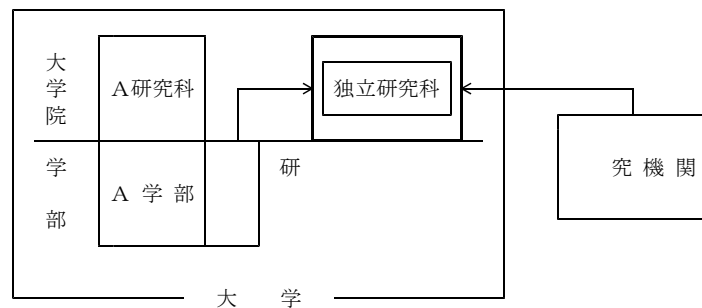 大学院
A研究科
独立研究科
学部
A 学 部
研
究 機 関
大 学